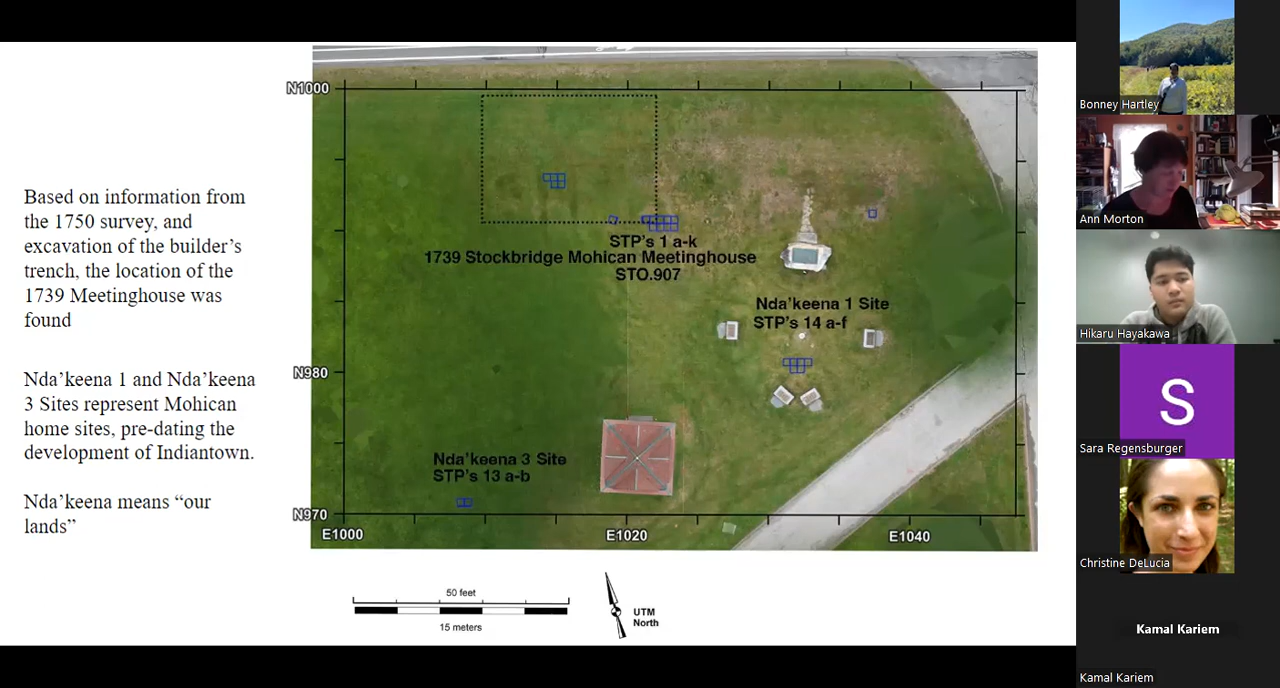 Based on information from
the 1750 survey, and
excavation of the builder's
trench, the location of the
1739 Meetinghouse was
found
Nda'keena 1 and Nda'keena
3 Sites represent Mohican
home sites, pre-dating the
development of Indiantown.
Nda'keena means “our
lands”
N1000
STP's 1 a-k
1739 Stockbridge Mohican Meetinghouse
STO.907
Nda'keena 1 Site
STP's 14 a-f
N980
Nda'keena 3 Site
STP's 13 a-b
N970
E1000
E1020
E1040
50 feet
15 meters
UTM
North
Bonney Hartley
Ann Morton
Hikaru Hayakawa
S
Sara Regensburger
Christine DeLucia
Kamal Kariem
Kamal Kariem